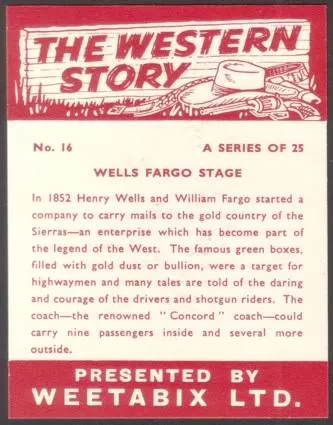 THE WESTERN
STORY
No. 16 A SERIES OF 25
WELLS FARGO STAGE
In 1852 Henry Wells and William Fargo started a
company to carry mails to the gold country of the
Sierras—an enterprise which has become part of
the legend of the West. The famous green boxes,
filled with gold dust or bullion, were a target for
highwaymen and many tales are told of the daring
and courage of the drivers and shotgun riders. The
coach—the renowned "Concord" coach—could
carry nine passengers inside and several more
outside.
PRESENTED BY
WEETABIX LTD.